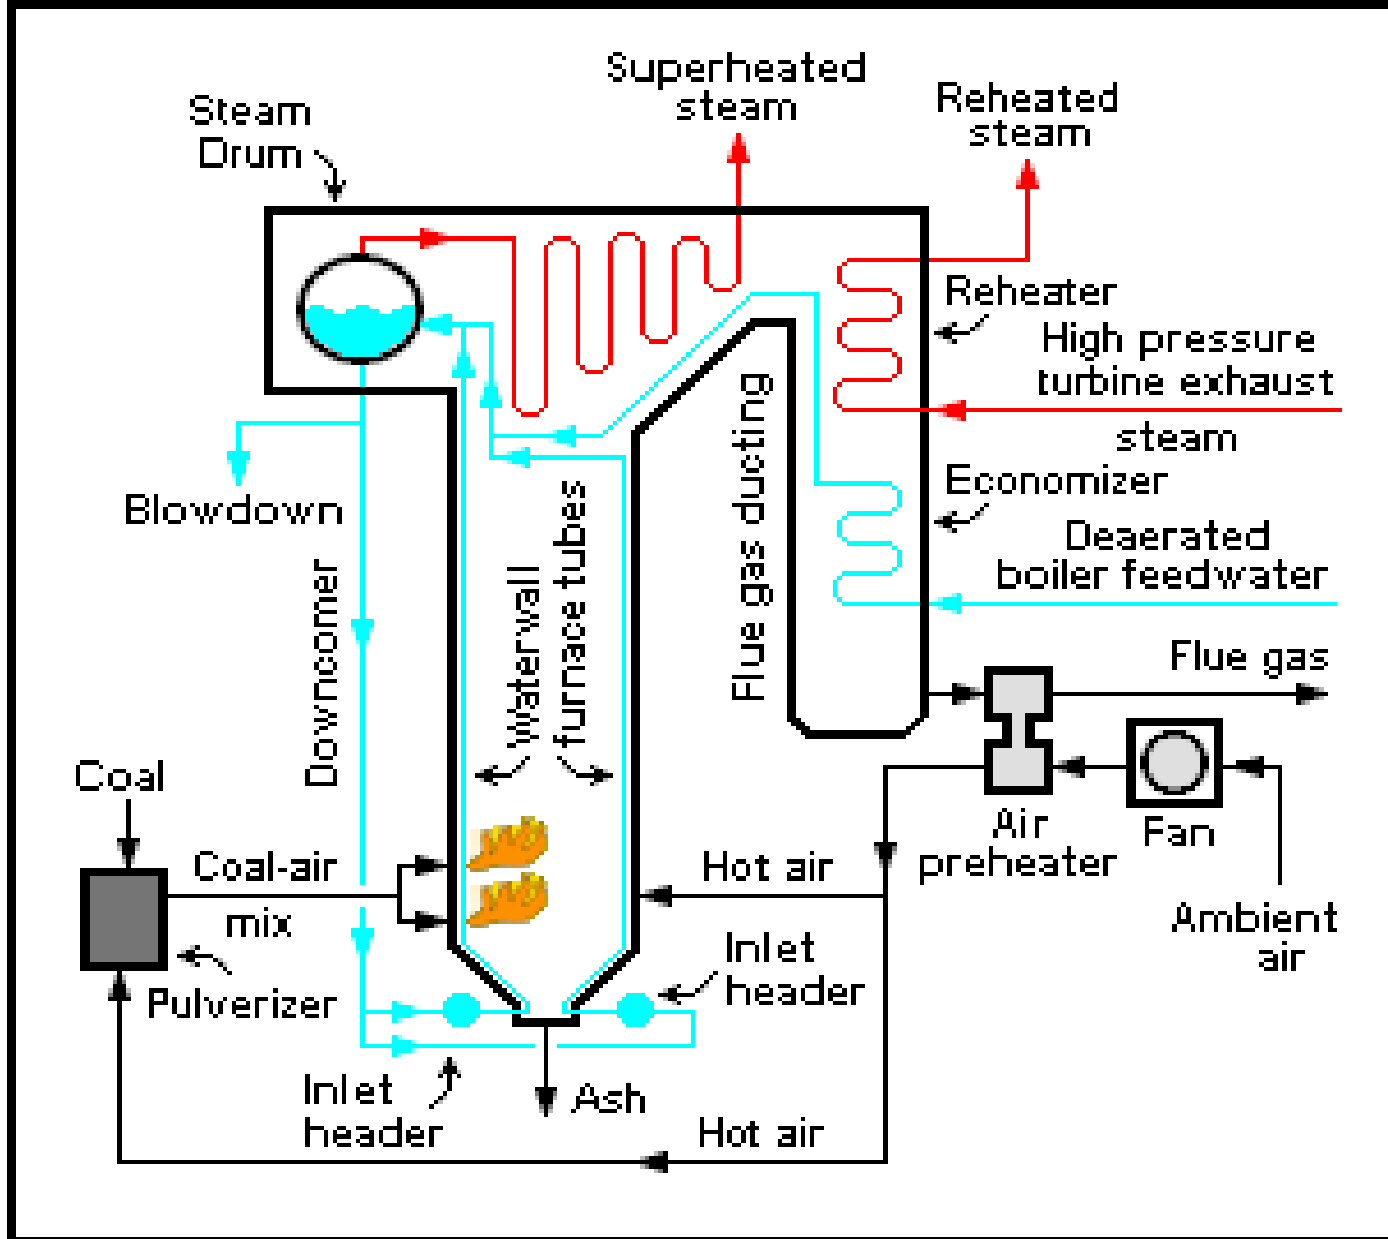 Superheated
steam
Reheated
steam
Steam
Drum
Reheater
High pressure
turbine exhaust
steam
Economizer
Deaerated
boiler feedwater
Blowdown
Downcomer
Waterwall
furnace tubes
Flue gas ducting
Flue gas
Coal
Coal-air
mix
Hot air
Air
preheater
Fan
Ambient
air
Pulverizer
Inlet
header
Inlet
header
Ash
Hot air